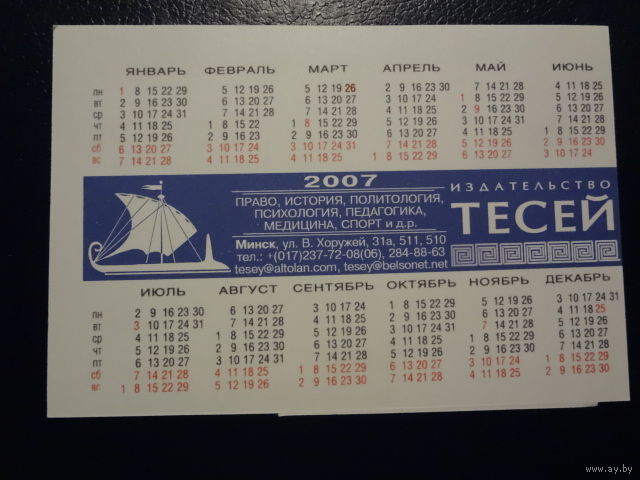 ЯНВАРЬ ФЕВРАЛЬ МАРТ АПРЕЛЬ МАЙ ИЮНЬ
пн 1 8 15 22 29 5 12 19 26 5 12 19 26 2 9 16 23 30 7 14 21 28 4 11 18 25
вт 2 9 16 23 30 6 13 20 27 6 13 20 27 3 10 17 24 1 8 15 22 29 5 12 19 26
ср 3 10 17 24 31 7 14 21 28 7 14 21 28 4 11 18 25 2 9 16 23 30 6 13 20 27
чт 4 11 18 25 1 8 15 22 1 8 15 22 29 5 12 19 26 3 10 17 24 31 7 14 21 28
пт 5 12 19 26 2 9 16 23 2 9 16 23 30 6 13 20 27 4 11 18 25 1 8 15 22 29
сб 6 13 20 27 3 10 17 24 3 10 17 24 31 7 14 21 28 5 12 19 26 2 9 16 23 30
вс 7 14 21 28 4 11 18 25 4 11 18 25 1 8 15 22 29 6 13 20 27 3 10 17 24
2007
ПРАВО, ИСТОРИЯ, ПОЛИТОЛОГИЯ,
ПСИХОЛОГИЯ, ПЕДАГОГИКА,
МЕДИЦИНА, СПОРТ и д.р.
Минск, ул. В. Хоружей, 31а, 511, 510
тел.: +(017)237-72-08(06), 284-88-63
tesey@altolan.com, tesey@belsonet.net
ИЗДАТЕЛЬСТВО
ТЕСЕЙ
ИЮЛЬ АВГУСТ СЕНТЯБРЬ ОКТЯБРЬ НОЯБРЬ ДЕКАБРЬ
пн 2 9 16 23 30 6 13 20 27 3 10 17 24 1 8 15 22 29 5 12 19 26 3 10 17 24 31
вт 3 10 17 24 31 7 14 21 28 4 11 18 25 2 9 16 23 30 6 13 20 27 4 11 18 25
ср 4 11 18 25 1 8 15 22 29 5 12 19 26 3 10 17 24 31 7 14 21 28 5 12 19 26
чт 5 12 19 26 2 9 16 23 30 6 13 20 27 4 11 18 25 1 8 15 22 29 6 13 20 27
пт 6 13 20 27 3 10 17 24 31 7 14 21 28 5 12 19 26 2 9 16 23 30 7 14 21 28
сб 7 14 21 28 4 11 18 25 1 8 15 22 29 6 13 20 27 3 10 17 24 1 8 15 22 29
вс 1 8 15 22 29 5 12 19 26 2 9 16 23 30 7 14 21 28 4 11 18 25 2 9 16 23 30
www.ay.by